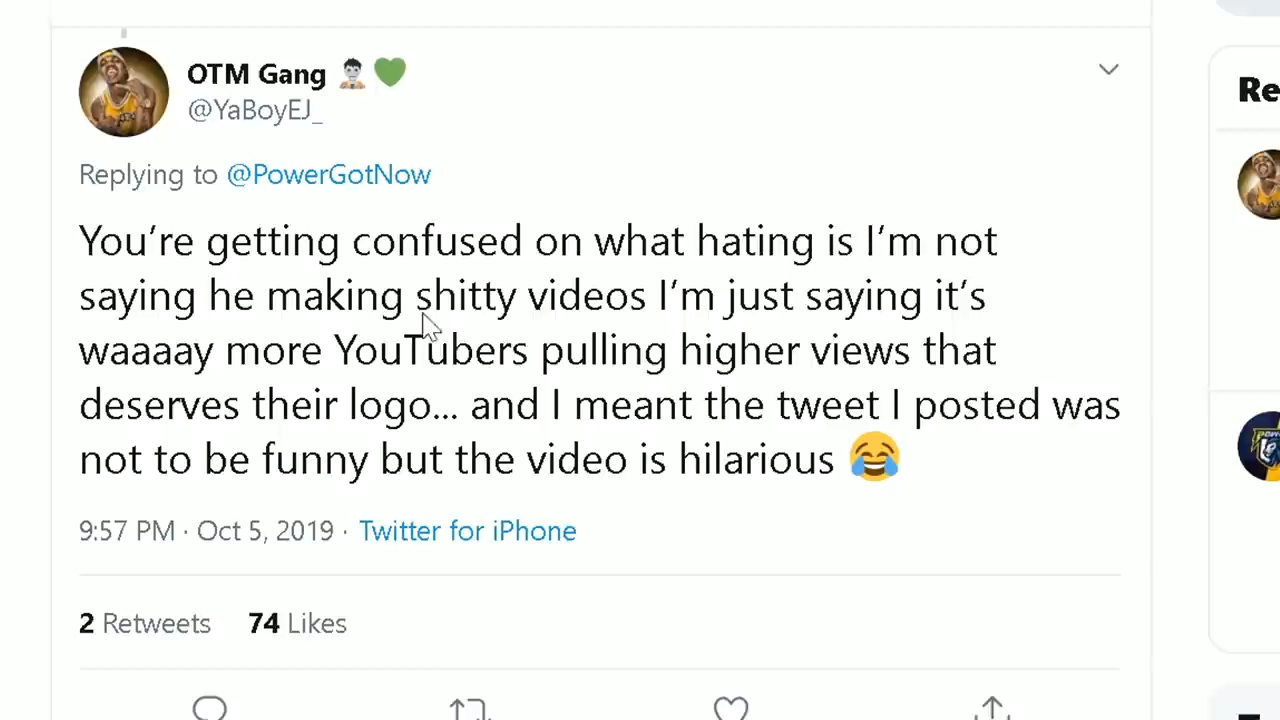 OTM Gang
@YaBoyEJ_
Replying to @PowerGotNow
You’re getting confused on what hating is I’m not
saying he making shitty videos I’m just saying it’s
waaaay more YouTubers pulling higher views that
deserves their logo... and I meant the tweet I posted was
not to be funny but the video is hilarious 😂
9:57 PM · Oct 5, 2019 · Twitter for iPhone
2 Retweets 74 Likes
Re